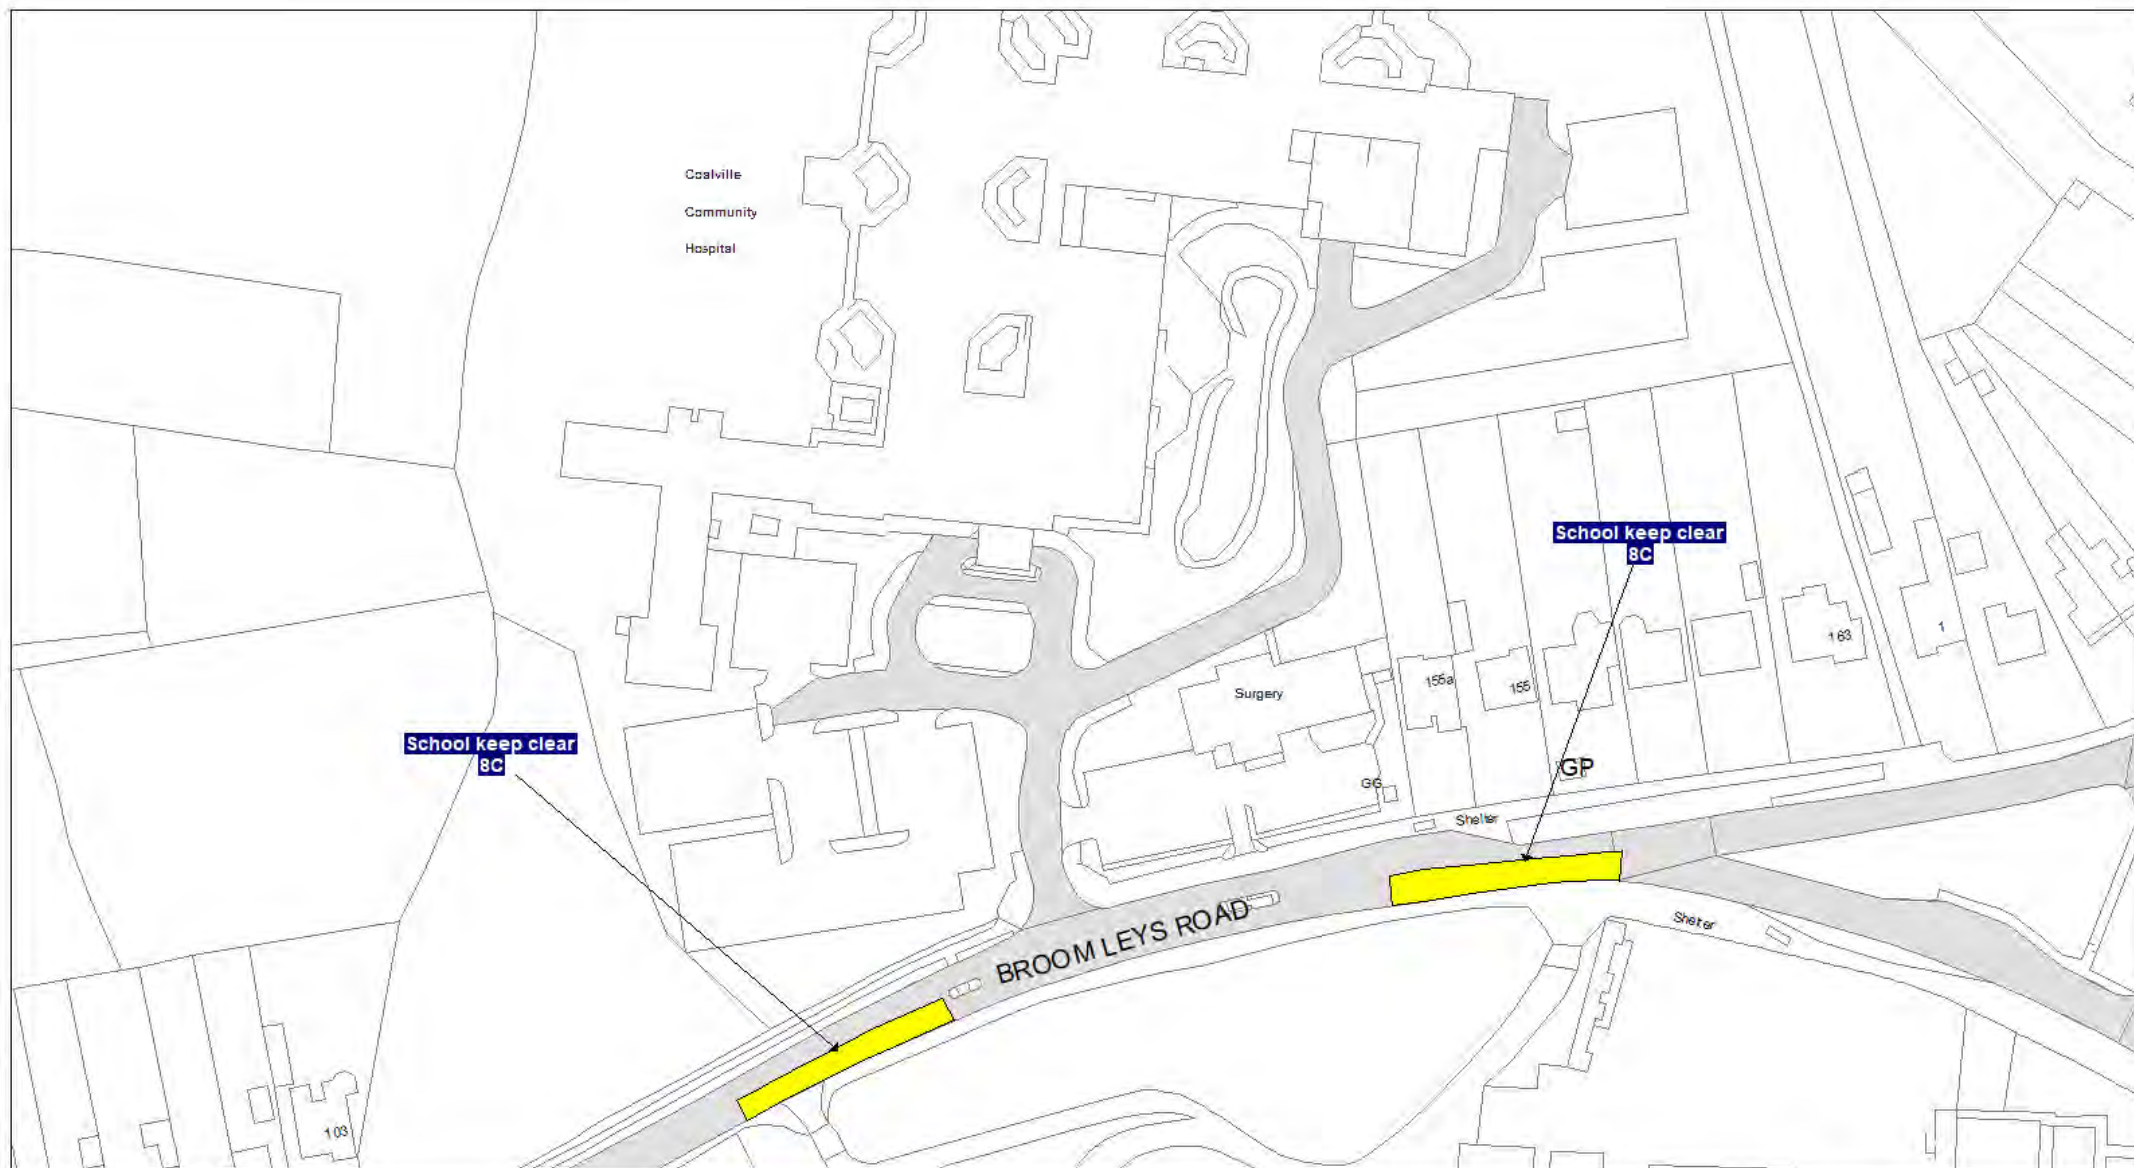 Coalville
Community
Hospital
School keep clear
8C
School keep clear
8C
163
1
155a
155
Surgery
GP
GG
Shelter
BROOM LEYS ROAD
Shelter
103